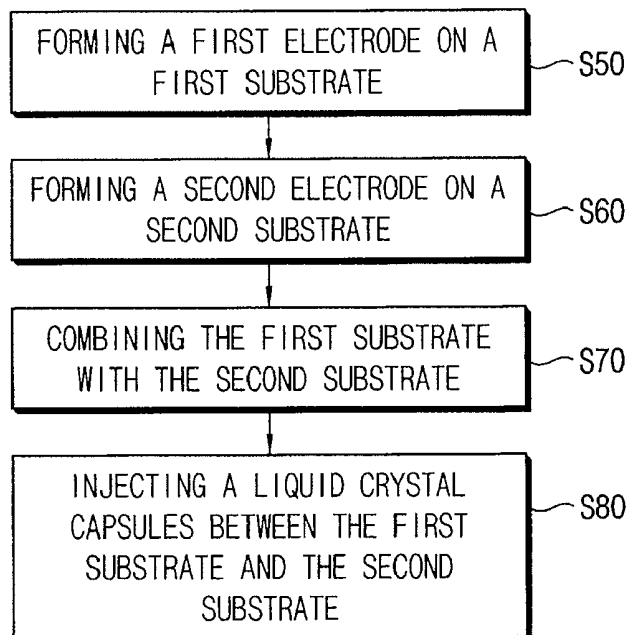 FORMING A FIRST ELECTRODE ON A
FIRST SUBSTRATE
S50
FORMING A SECOND ELECTRODE ON A
SECOND SUBSTRATE
S60
COMBINING THE FIRST SUBSTRATE
WITH THE SECOND SUBSTRATE
S70
INJECTING A LIQUID CRYSTAL
CAPSULES BETWEEN THE FIRST
SUBSTRATE AND THE SECOND
SUBSTRATE
S80